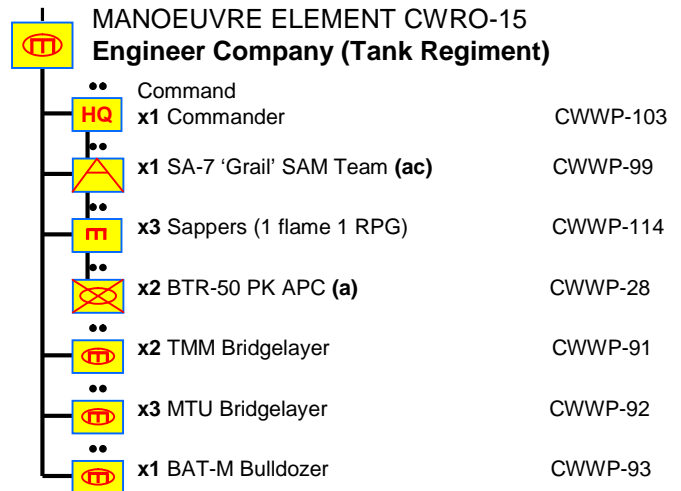 MANOEUVRE ELEMENT CWRO-15
Engineer Company (Tank Regiment)
Command
HQ x1 Commander CWWP-103
x1 SA-7 ‘Grail’ SAM Team (ac) CWWP-99
x3 Sappers (1 flame 1 RPG) CWWP-114
x2 BTR-50 PK APC (a) CWWP-28
x2 TMM Bridgelayer CWWP-91
x3 MTU Bridgelayer CWWP-92
x1 BAT-M Bulldozer CWWP-93